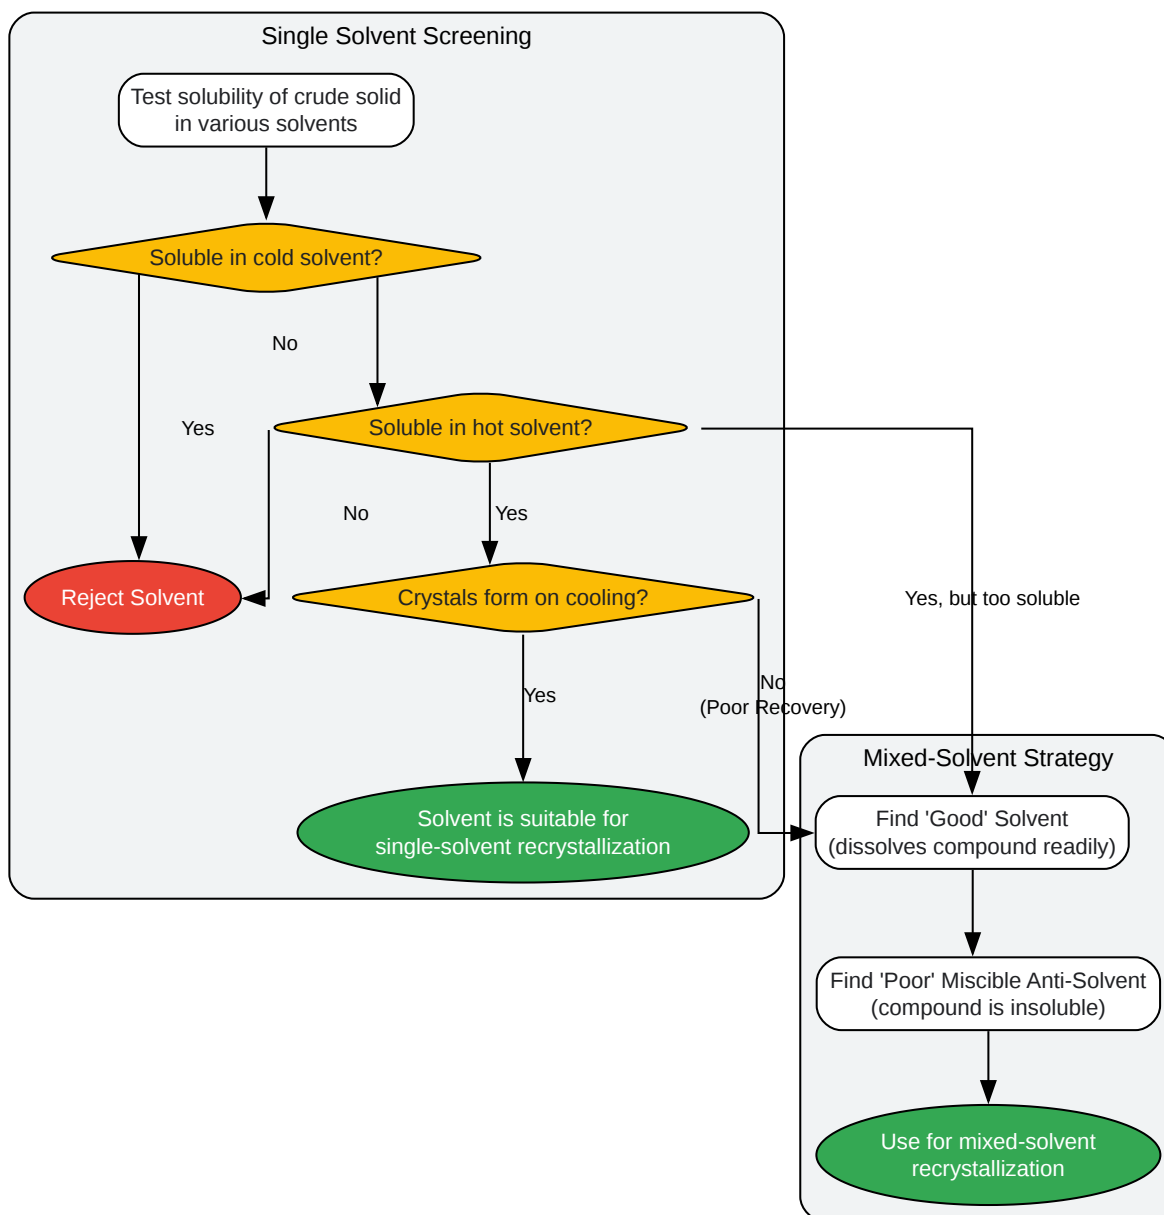 Single Solvent Screening
Test solubility of crude solid
in various solvents
Soluble in cold solvent?
No
Yes
Soluble in hot solvent?
No
Yes
Reject Solvent
Crystals form on cooling?
Yes, but too soluble
Yes
No
(Poor Recovery)
Solvent is suitable for
single-solvent recrystallization
Mixed-Solvent Strategy
Find 'Good' Solvent
(dissolves compound readily)
Find 'Poor' Miscible Anti-Solvent
(compound is insoluble)
Use for mixed-solvent
recrystallization